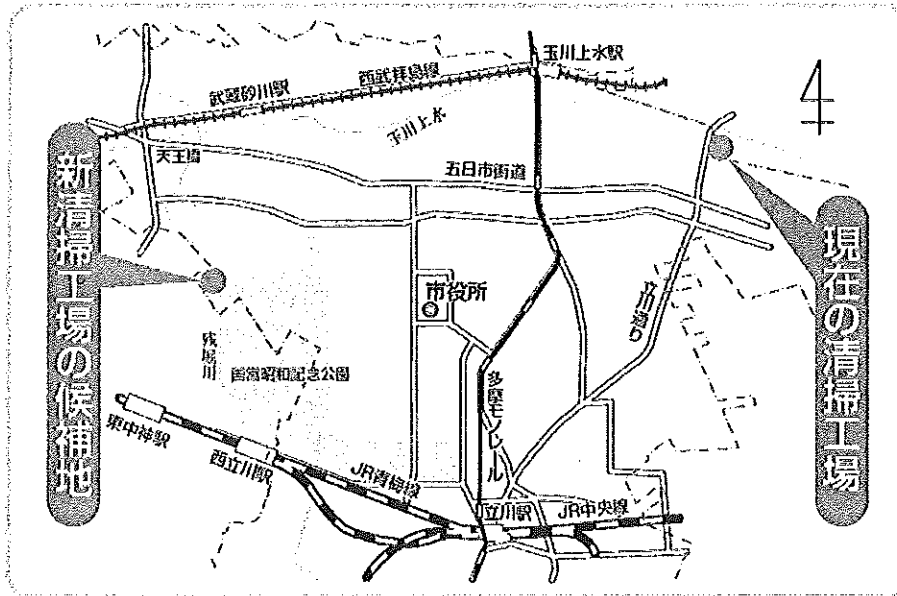 玉川上水駅
西武拝島線
武蔵砂川駅
玉川上水
天王橋
五日市街道
新清掃工場の候補地
現在の清掃工場
市役所
立川通り
残堀川
国営昭和記念公園
多摩モノレール
東中神駅
西立川駅
JR青梅線
立川駅
JR中央線